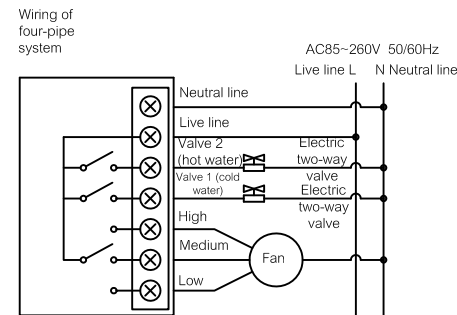 Wiring of
four-pipe
system
AC85~260V 50/60Hz
Live line L
N Neutral line
Neutral line
Live line
Valve 2
(hot water)
Electric
two-way
valve
Valve 1 (cold
water)
Electric
two-way
valve
High
Medium
Low
Fan